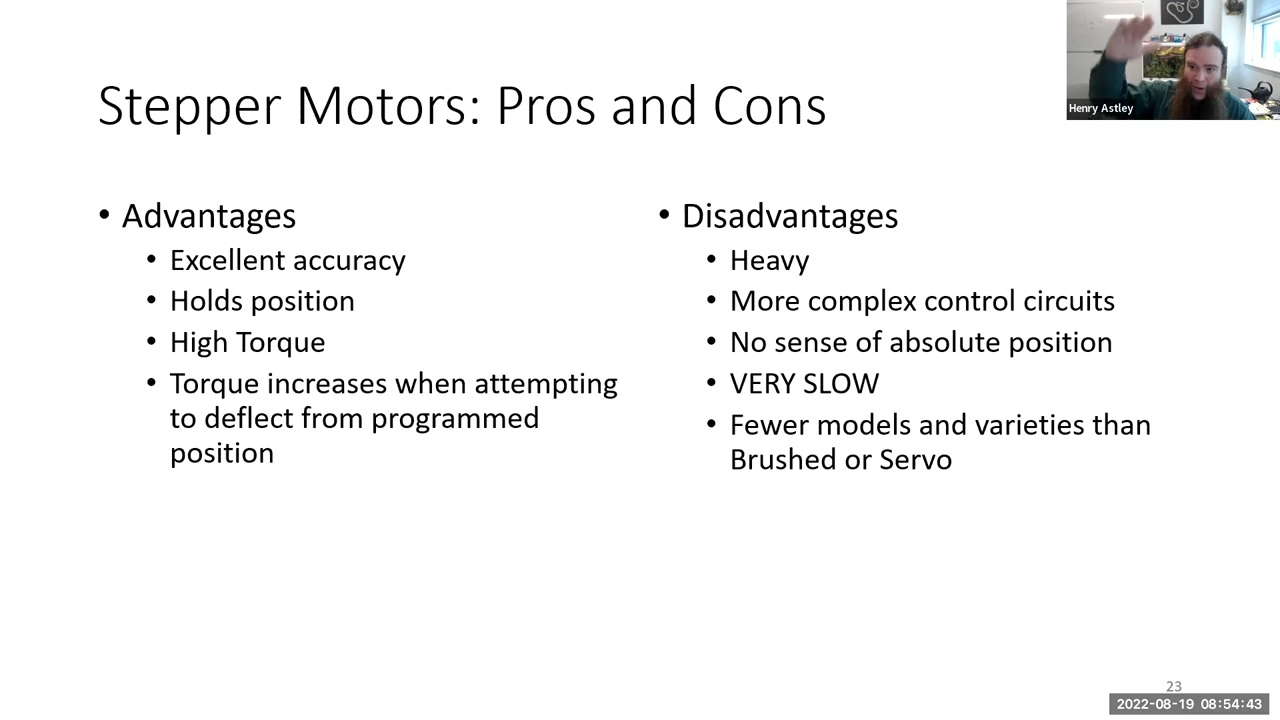 Stepper Motors: Pros and Cons
Henry Astley
• Advantages
• Excellent accuracy
• Holds position
• High Torque
• Torque increases when attempting
to deflect from programmed
position
• Disadvantages
• Heavy
• More complex control circuits
• No sense of absolute position
• VERY SLOW
• Fewer models and varieties than
Brushed or Servo
23
2022-08-19 08:54:43